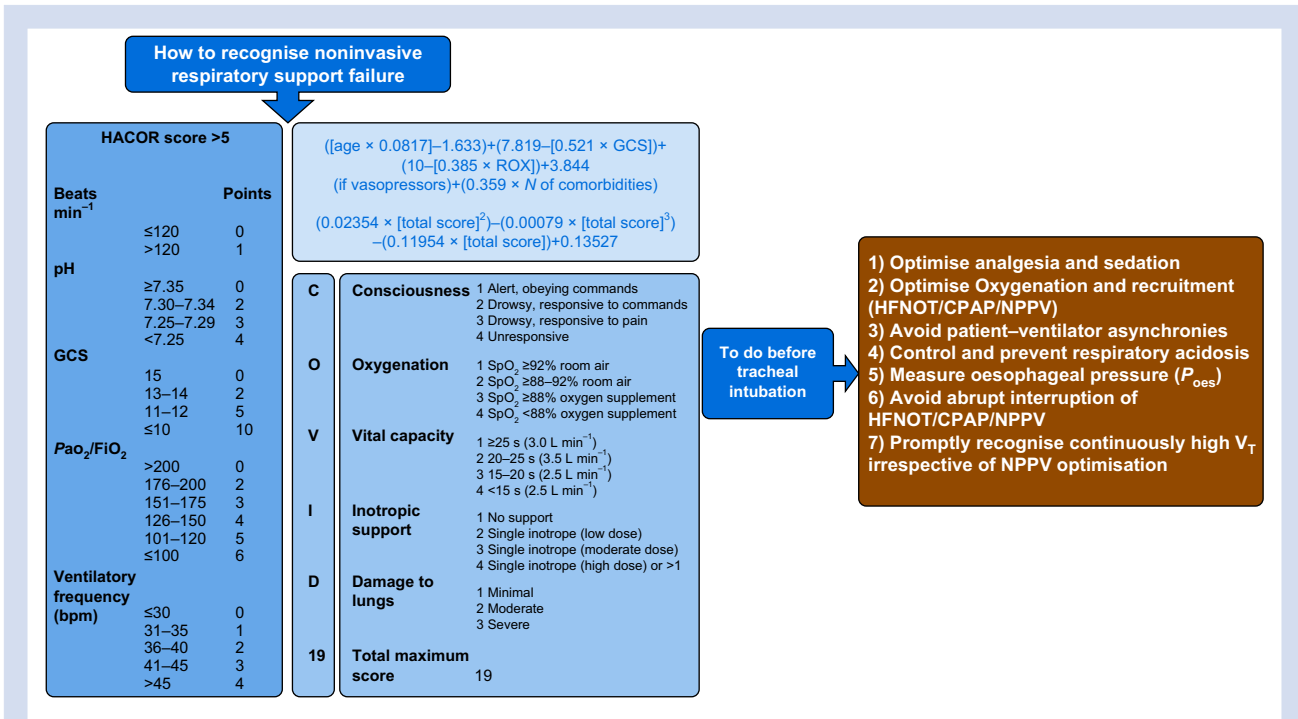 How to recognise noninvasive
respiratory support failure
HACOR score >5
Beats Points
min⁻¹
≤120 0
>120 1
pH
≥7.35 0
7.30–7.34 2
7.25–7.29 3
<7.25 4
GCS
15 0
13–14 2
11–12 5
≤10 10
Pao₂/FiO₂
>200 0
176–200 2
151–175 3
126–150 4
101–120 5
≤100 6
Ventilatory
frequency
(bpm)
≤30 0
31–35 1
36–40 2
41–45 3
>45 4
([age × 0.0817]–1.633)+(7.819–[0.521 × GCS])+
(10–[0.385 × ROX])+3.844
(if vasopressors)+(0.359 × N of comorbidities)
(0.02354 × [total score]²)–(0.00079 × [total score]³)
–(0.11954 × [total score])+0.13527
C Consciousness 1 Alert, obeying commands
2 Drowsy, responsive to commands
3 Drowsy, responsive to pain
4 Unresponsive
O Oxygenation 1 SpO₂ ≥92% room air
2 SpO₂ ≥88–92% room air
3 SpO₂ ≥88% oxygen supplement
4 SpO₂ <88% oxygen supplement
V Vital capacity 1 ≥25 s (3.0 L min⁻¹)
2 20–25 s (3.5 L min⁻¹)
3 15–20 s (2.5 L min⁻¹)
4 <15 s (2.5 L min⁻¹)
I Inotropic
support
1 No support
2 Single inotrope (low dose)
3 Single inotrope (moderate dose)
4 Single inotrope (high dose) or >1
D Damage to
lungs
1 Minimal
2 Moderate
3 Severe
19 Total maximum
score 19
To do before
tracheal
intubation
1) Optimise analgesia and sedation
2) Optimise Oxygenation and recruitment
(HFNOT/CPAP/NPPV)
3) Avoid patient–ventilator asynchronies
4) Control and prevent respiratory acidosis
5) Measure oesophageal pressure (Pₒₑₛ)
6) Avoid abrupt interruption of
HFNOT/CPAP/NPPV
7) Promptly recognise continuously high V_T
irrespective of NPPV optimisation